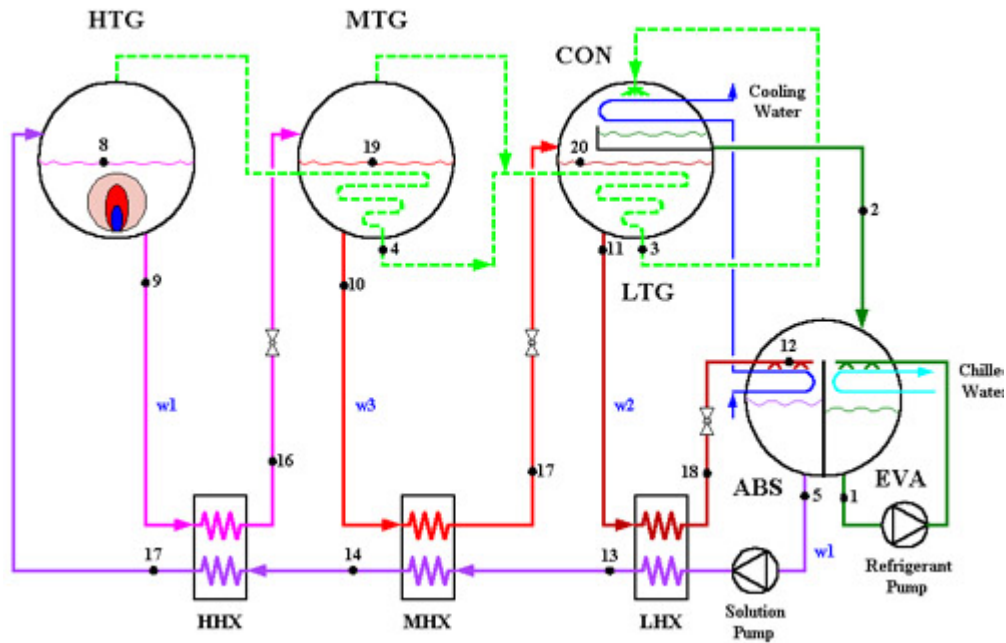 HTG
MTG
CON
Cooling
Water
8
19
20
2
4
3
9
10
11
LTG
12
Chille
Water
w1
w3
w2
16
17
18
ABS
EVA
5
1
17
14
13
w1
Refrigerant
Pump
HHX
MHX
LHX
Solution
Pump